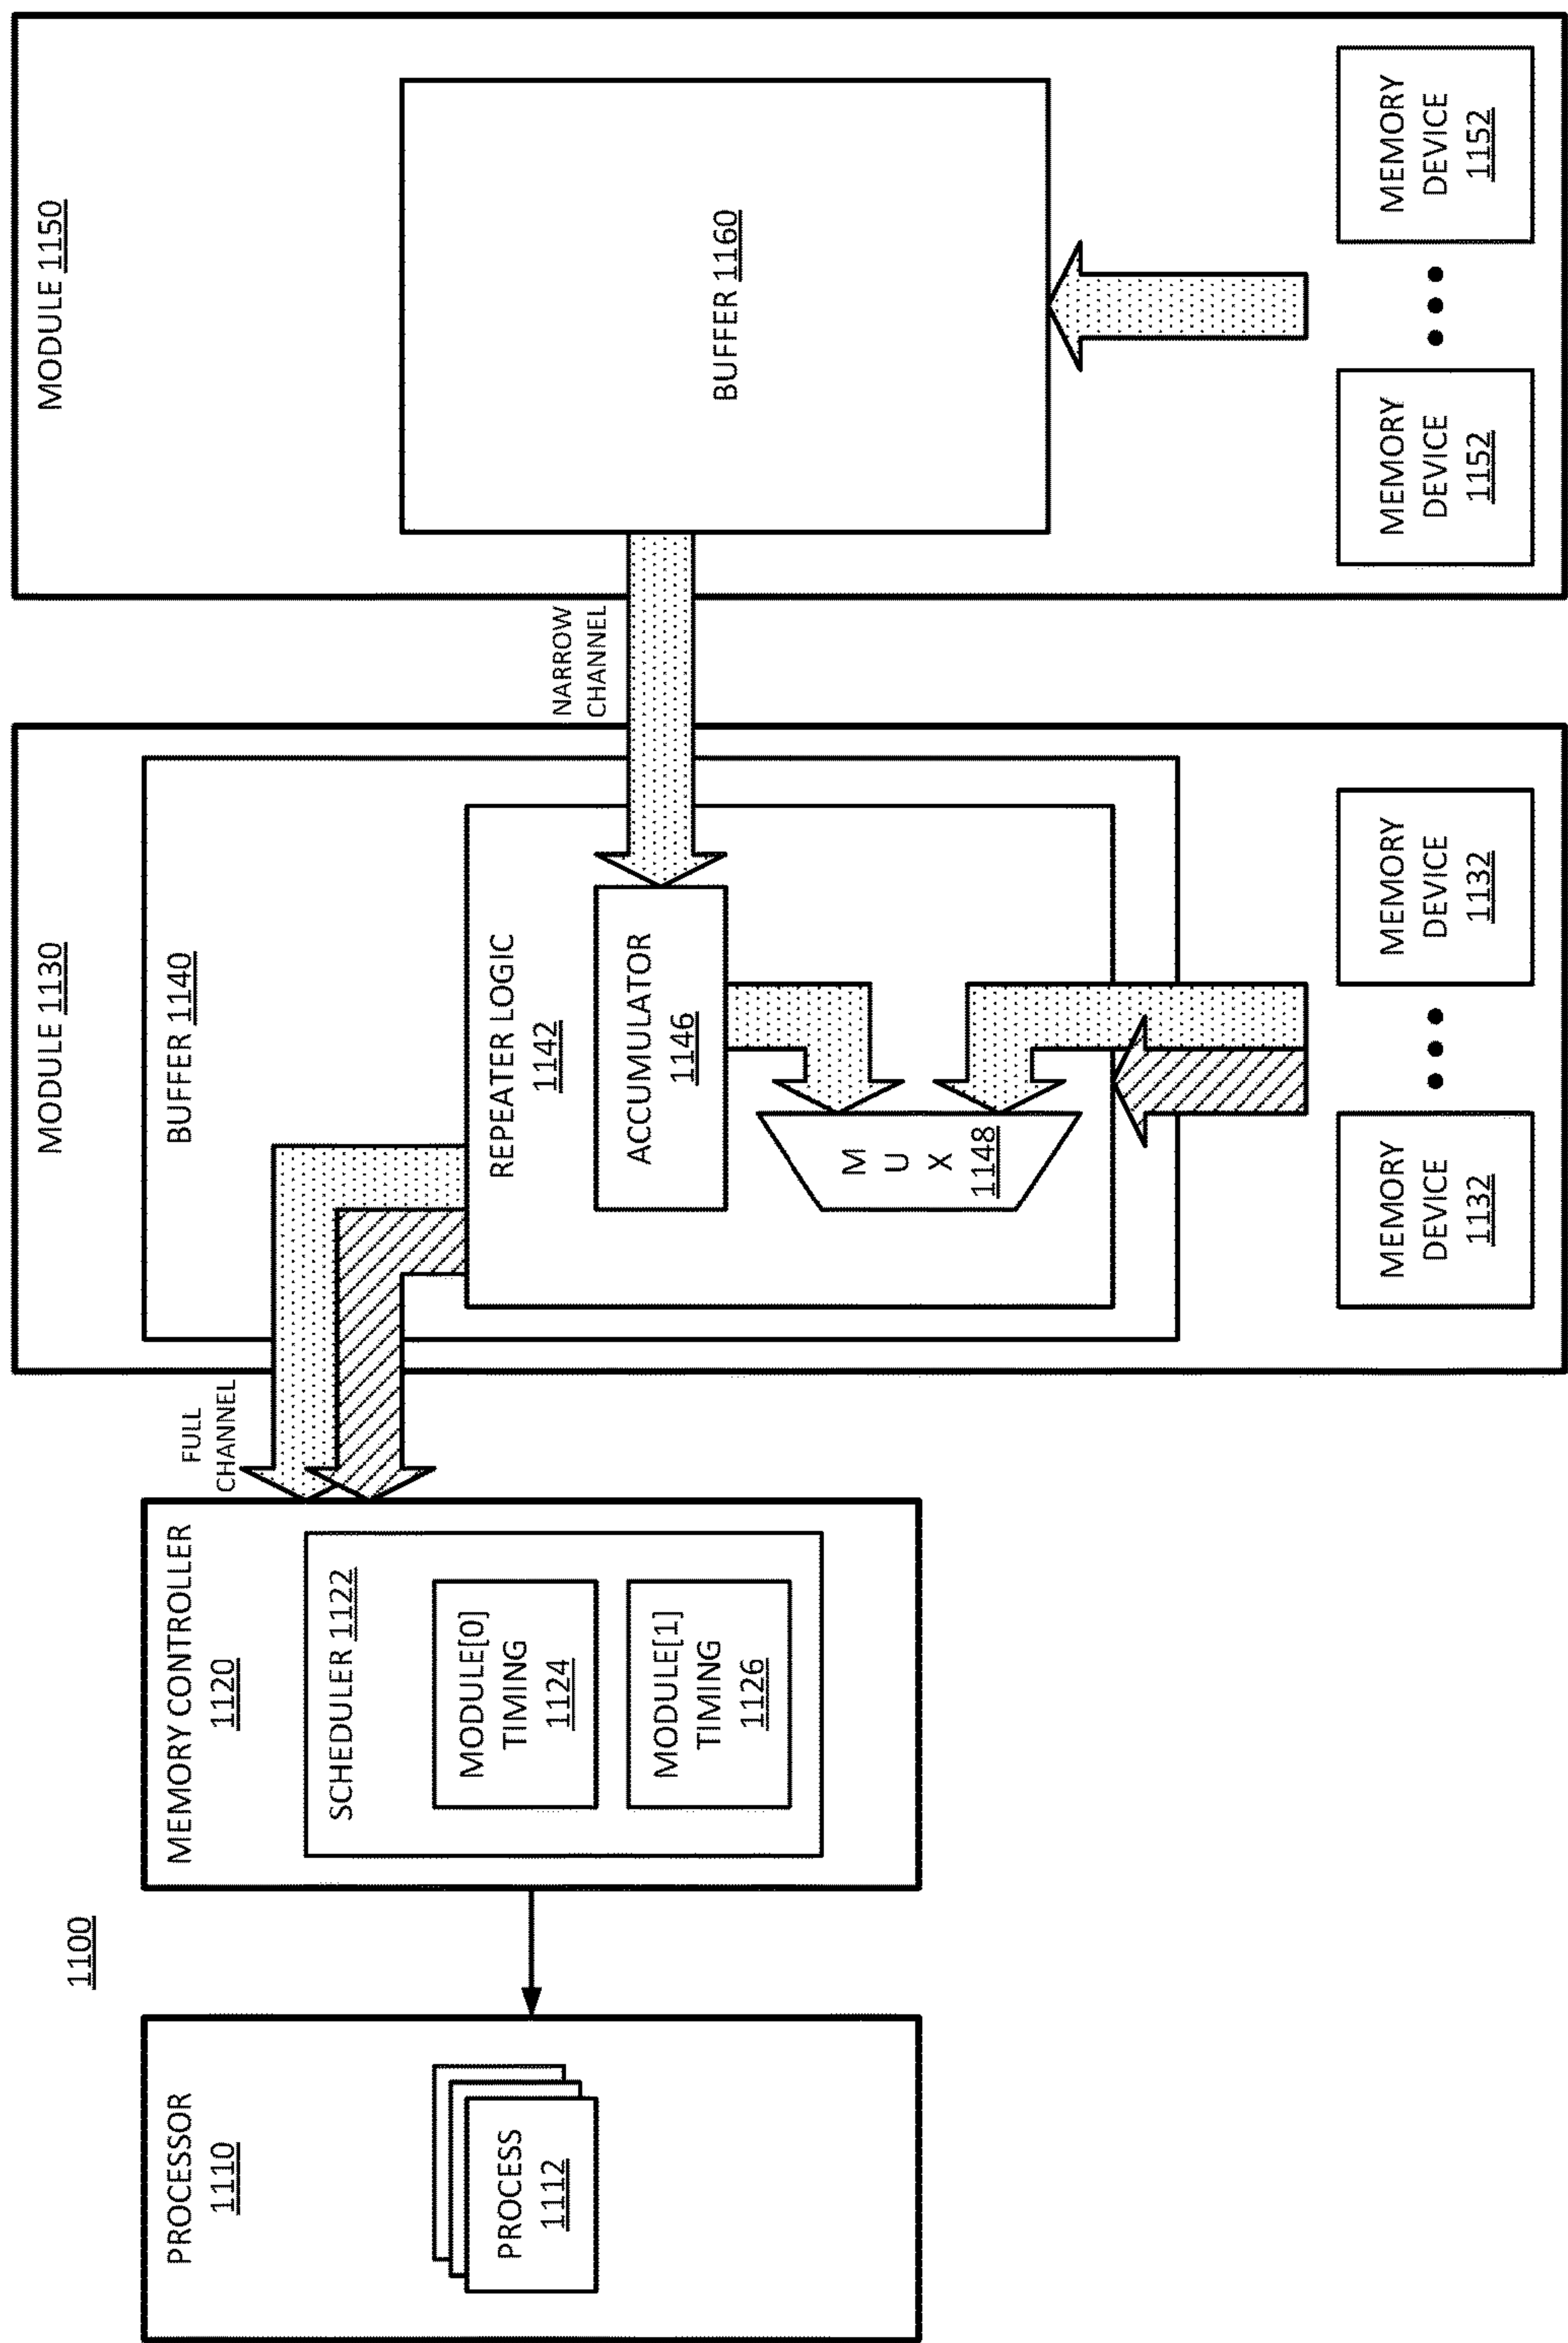 1100
PROCESSOR
1110
PROCESS
1112
MEMORY CONTROLLER
1120
SCHEDULER 1122
MODULE[0]
TIMING
1124
MODULE[1]
TIMING
1126
FULL
CHANNEL
MODULE 1130
BUFFER 1140
REPEATER LOGIC
1142
ACCUMULATOR
1146
M
U
X
1148
MEMORY
DEVICE
1132
MEMORY
DEVICE
1132
NARROW
CHANNEL
MODULE 1150
BUFFER 1160
MEMORY
DEVICE
1152
MEMORY
DEVICE
1152